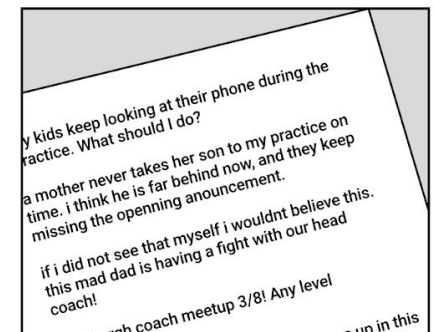 y kids keep looking at their phone during the
ractice. What should I do?
a mother never takes her son to my practice on
time. i think he is far behind now, and they keep
missing the openning anouncement.
if i did not see that myself i wouldnt believe this.
this mad dad is having a fight with our head
coach!
rgh coach meetup 3/8! Any level
up in this